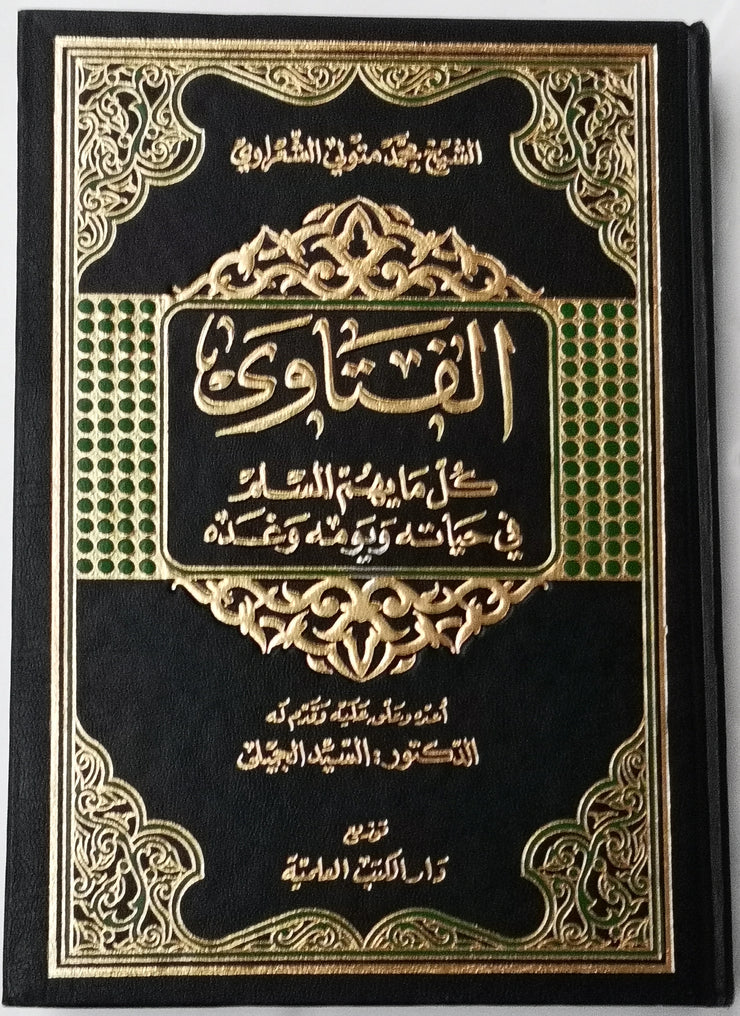 الشيخ محمد متولي الشعراوي
الفتاوى
كل ما يهم المسلم
في حياته ويومه وغده
أعده وعلق عليه وقدم له
الدكتور: السيد الجميلى
توزيع
دار الكتب العلمية